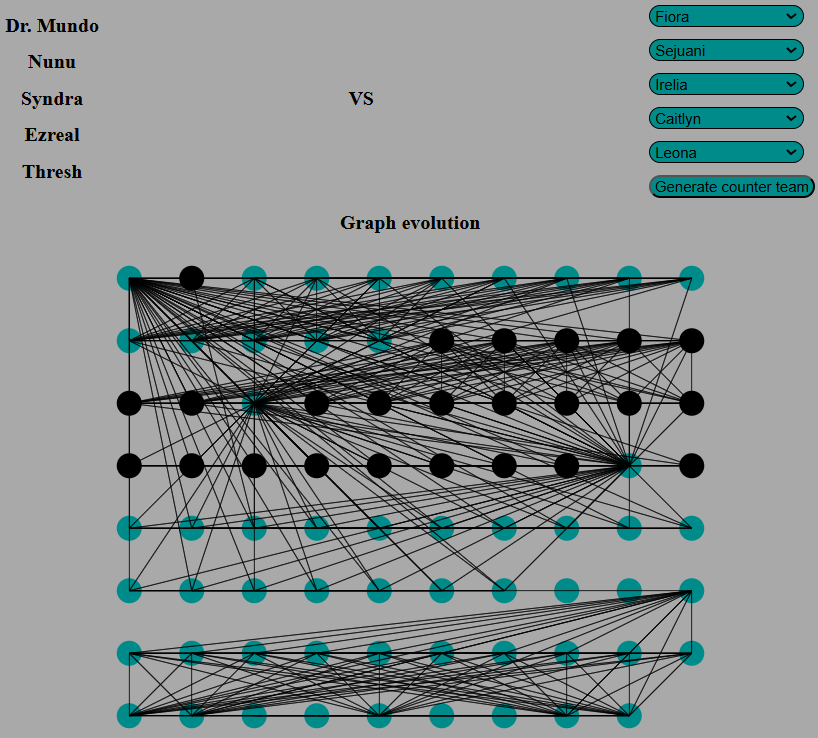 Dr. Mundo
Nunu
Syndra
Ezreal
Thresh
VS
Fiora
Sejuani
Irelia
Caitlyn
Leona
Generate counter team
Graph evolution